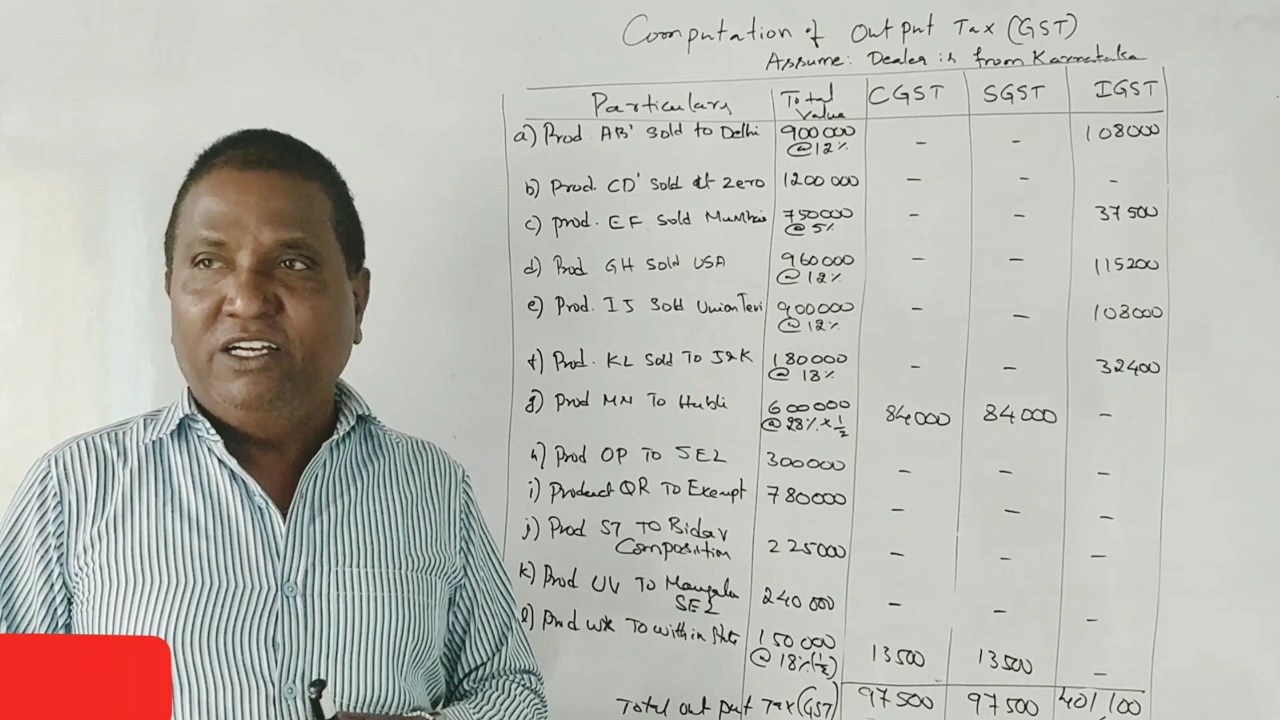 Computation of Output Tax (GST)
Assume: Dealer is from Karnataka
Particulars Total Value CGST SGST IGST
a) Prod AB' Sold to Delhi 900000 @12% - - 108000
b) Prod. CD' Sold at Zero 1200000 - - -
c) Prod. EF Sold Mumbai 750000 @5% - - 37500
d) Prod GH Sold USA 960000 @12% - - 115200
e) Prod. IJ Sold Union Teri 900000 @12% - - 108000
f) Prod. KL Sold To J&K 180000 @18% - - 32400
g) Prod MN To Hubli 600000 @28%×1/2 84000 84000 -
h) Prod OP To SEZ 300000 - - -
i) Product QR To Exempt 780000 - - -
j) Prod ST To Bidar Composition 225000 - - -
k) Prod UV To Mangalu SEZ 240000 - - -
l) Prod WX To within State 150000 @18%(1/2) 13500 13500 -
Total out put Tax (GST) 97500 97500 401100